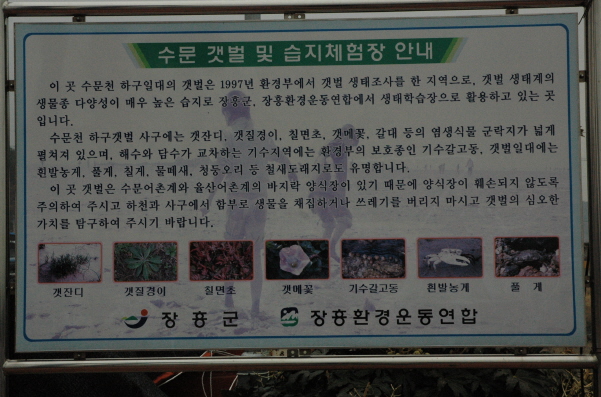 수문 갯벌 및 습지체험장 안내
이 곳 수문천 하구일대의 갯벌은 1997년 환경부에서 갯벌 생태조사를 한 지역으로, 갯벌 생태계의
생물종 다양성이 매우 높은 습지로 장흥군, 장흥환경운동연합에서 생태학습장으로 활용하고 있는 곳
입니다.
수문천 하구갯벌 사구에는 갯잔디, 갯질경이, 칠면초, 갯메꽃, 갈대 등의 염생식물 군락지가 넓게
펼쳐져 있으며, 해수와 담수가 교차하는 기수지역에는 환경부의 보호종인 기수갈고동, 갯벌일대에는
흰발농게, 풀게, 칠게, 물떼새, 청둥오리 등 철새도래지로도 유명합니다.
이 곳 갯벌은 수문어촌계와 율산어촌계의 바지락 양식장이 있기 때문에 양식장이 훼손되지 않도록
주의하여 주시고 하천과 사구에서 함부로 생물을 채집하거나 쓰레기를 버리지 마시고 갯벌의 심오한
가치를 탐구하여 주시기 바랍니다.
갯잔디 갯질경이 칠면초 갯메꽃 기수갈고동 흰발농게 풀 게
장흥군 장흥환경운동연합